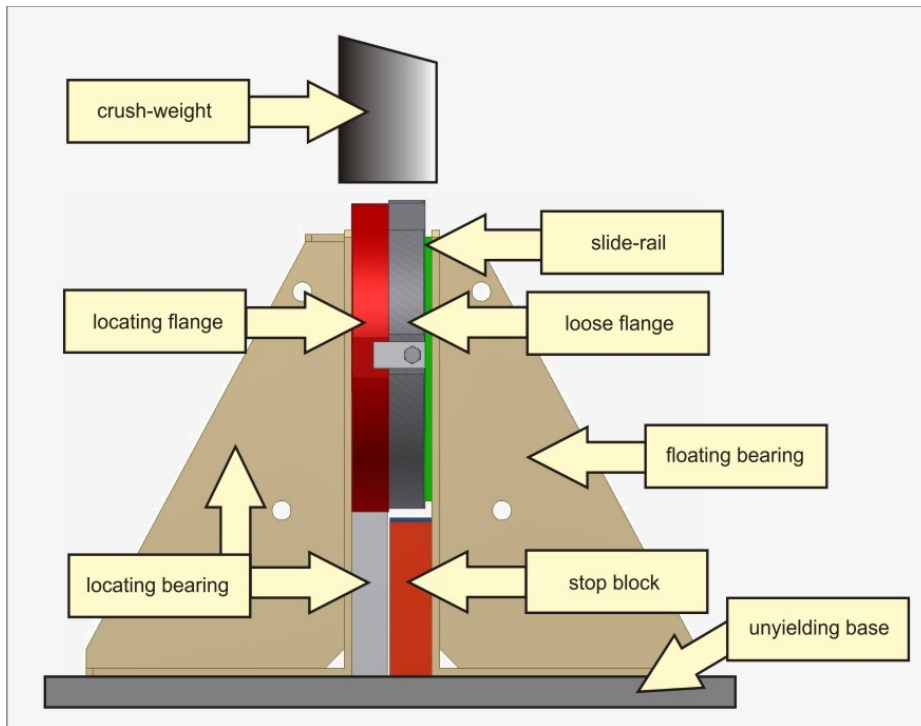 crush-weight
slide-rail
locating flange
loose flange
floating bearing
locating bearing
stop block
unyielding base